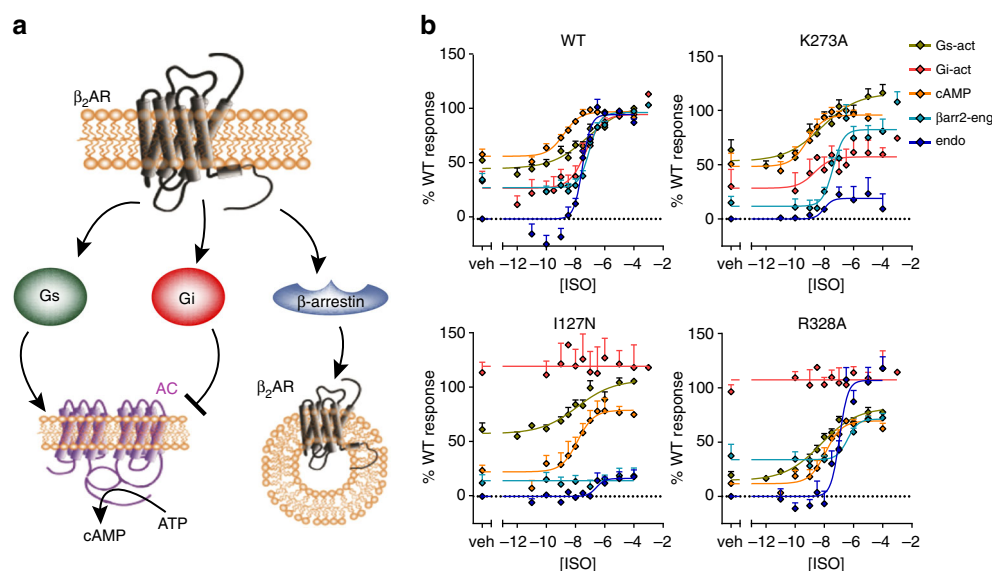 a
β2AR
Gs
Gi
β-arrestin
AC
β2AR
cAMP
ATP
b
WT
% WT response
150
100
50
0
veh
−12
−10
−8
−6
−4
−2
[ISO]
K273A
% WT response
150
100
50
0
veh
−12
−10
−8
−6
−4
−2
[ISO]
Gs-act
Gi-act
cAMP
βarr2-eng
endo
I127N
% WT response
150
100
50
0
veh
−12
−10
−8
−6
−4
−2
[ISO]
R328A
% WT response
150
100
50
0
veh
−12
−10
−8
−6
−4
−2
[ISO]